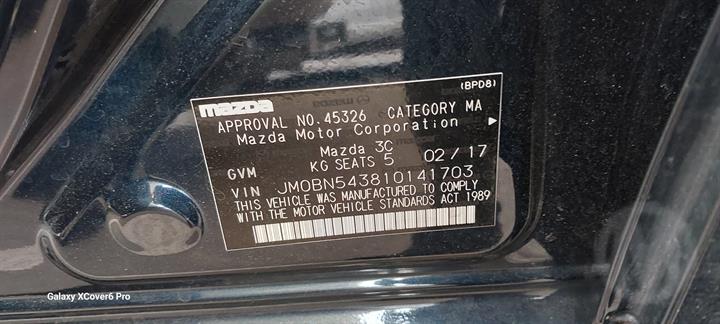 (BPD8)
mazda
APPROVAL NO.45326 CATEGORY MA
Mazda Motor Corporation
Mazda 3C
GVM KG SEATS 5 02/17
VIN JM0BN543810141703
THIS VEHICLE WAS MANUFACTURED TO COMPLY
WITH THE MOTOR VEHICLE STANDARDS ACT 1989
Galaxy XCover6 Pro